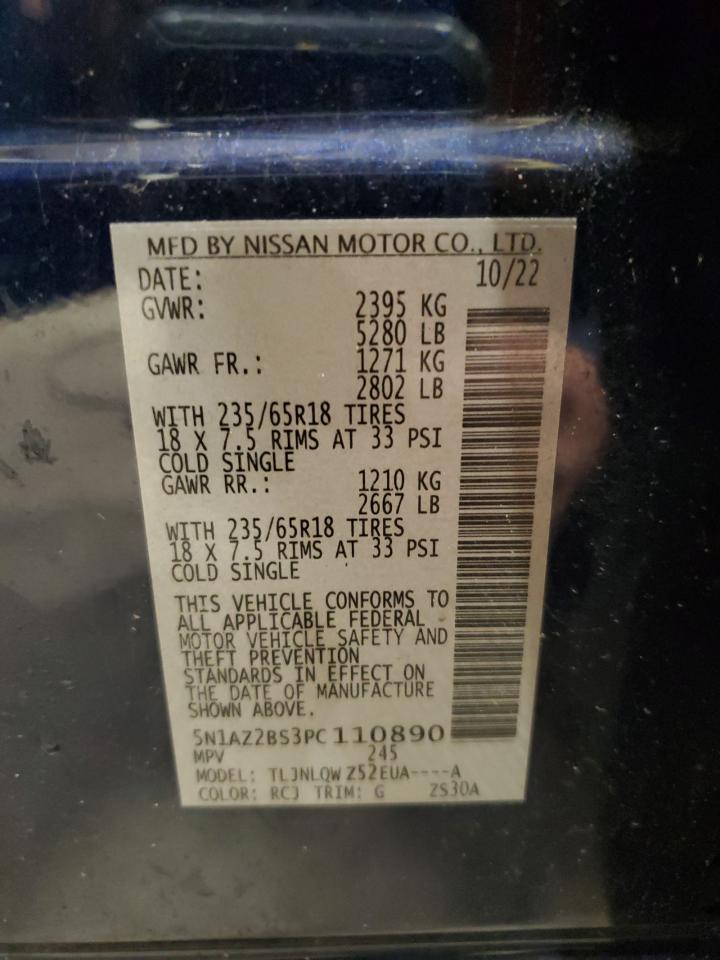 MFD BY NISSAN MOTOR CO., LTD.
DATE: 10/22
GVWR: 2395 KG
5280 LB
GAWR FR.: 1271 KG
2802 LB
WITH 235/65R18 TIRES
18 X 7.5 RIMS AT 33 PSI
COLD SINGLE
GAWR RR.: 1210 KG
2667 LB
WITH 235/65R18 TIRES
18 X 7.5 RIMS AT 33 PSI
COLD SINGLE
THIS VEHICLE CONFORMS TO
ALL APPLICABLE FEDERAL
MOTOR VEHICLE SAFETY AND
THEFT PREVENTION
STANDARDS IN EFFECT ON
THE DATE OF MANUFACTURE
SHOWN ABOVE.
5N1AZ2BS3PC110890
MPV 245
MODEL: TLJNLQW Z52EUA----A
COLOR: RCJ TRIM: G ZS30A